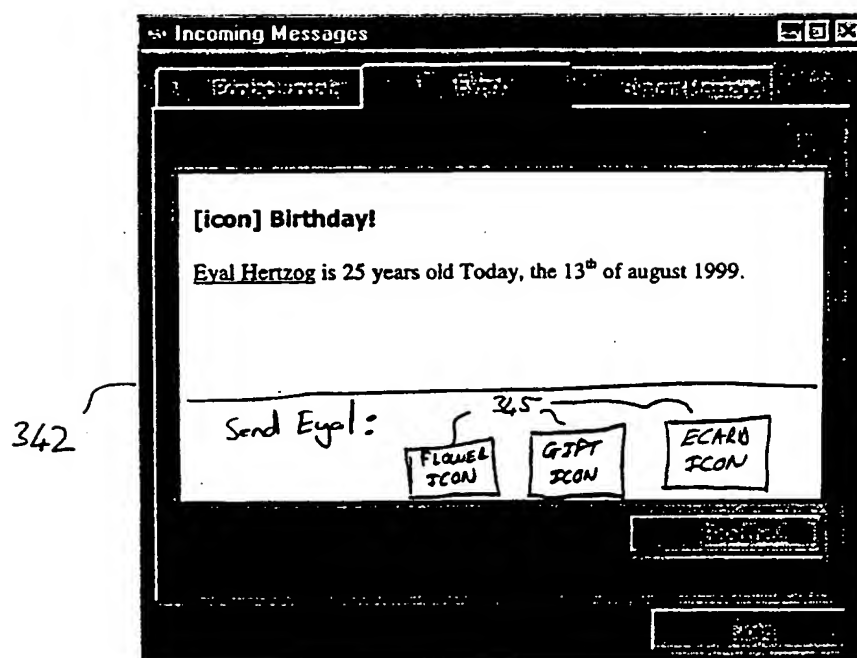 Incoming Messages
[icon] Birthday!
Eyal Hertzog is 25 years old Today, the 13th of august 1999.
342
345
Send Eyal:
FLOWER
ICON
GIFT
ICON
ECARD
ICON